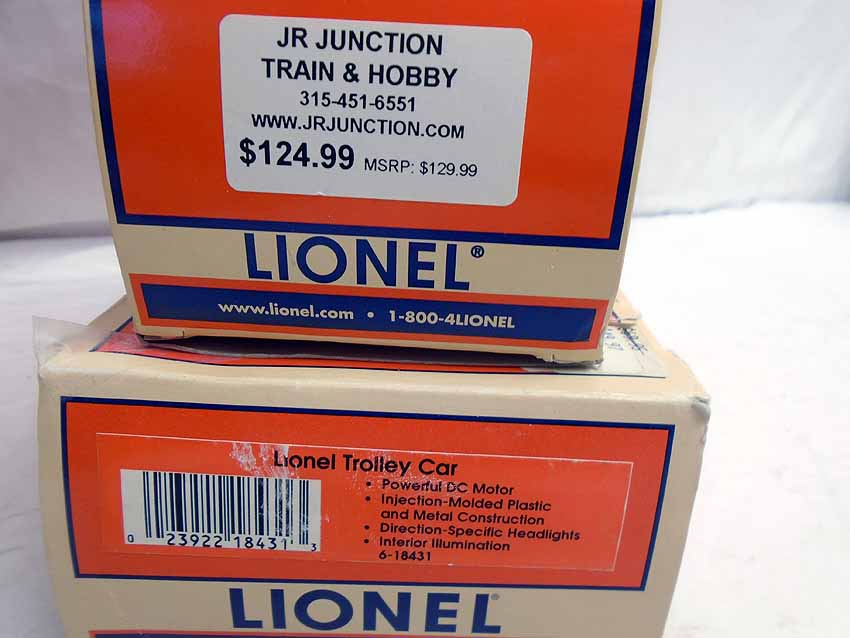 JR JUNCTION
TRAIN & HOBBY
315-451-6551
WWW.JRJUNCTION.COM
$124.99 MSRP: $129.99
LIONEL®
www.lionel.com • 1-800-4LIONEL
Lionel Trolley Car
• Powerful DC Motor
• Injection-Molded Plastic
and Metal Construction
• Direction-Specific Headlights
• Interior Illumination
6-18431
0 23922 18431 3
LIONEL®